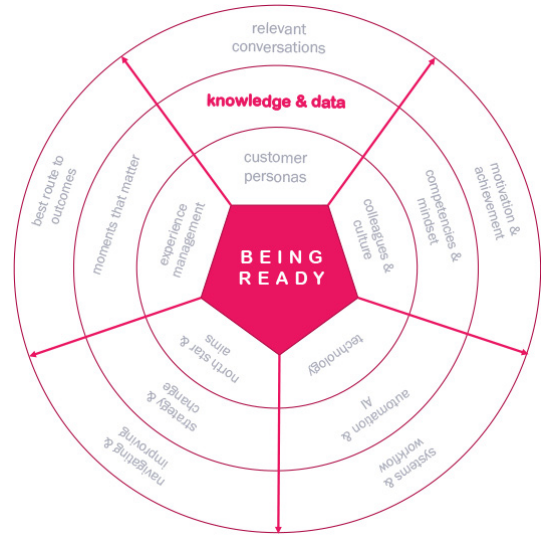 relevant
conversations
knowledge & data
customer
personas
motivation &
achievement
competencies &
mindset
colleagues &
culture
technology
automation &
AI
systems &
workflow
north star &
aims
strategy &
change
navigating &
improving
experience
management
moments that matter
best route to
outcomes
BEING
READY